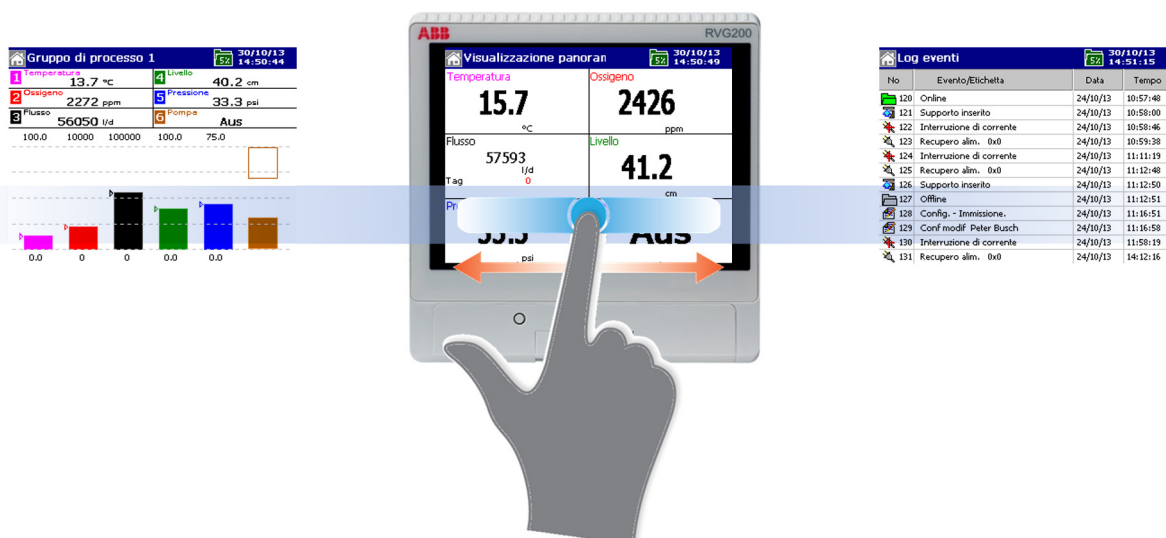 Gruppo di processo 1
5%
30/10/13
14:50:44
1 Temperatura
13.7 °C
4 Livello
40.2 cm
2 Ossigeno
2272 ppm
5 Pressione
33.3 psi
3 Flusso
56050 l/d
6 Pompa
Aus
100.0 10000 100000 100.0 75.0
0.0 0 0 0.0 0.0
ABB
RVG200
Visualizzazione panoran
5%
30/10/13
14:50:49
Temperatura
15.7
°C
Ossigeno
2426
ppm
Flusso
57593
l/d
Tag 0
Livello
41.2
cm
psi
Aus
Log eventi
5%
30/10/13
14:51:15
No Evento/Etichetta Data Tempo
120 Online 24/10/13 10:57:48
121 Supporto inserito 24/10/13 10:58:00
122 Interruzione di corrente 24/10/13 10:58:46
123 Recupero alim. 0x0 24/10/13 10:59:38
124 Interruzione di corrente 24/10/13 11:11:19
125 Recupero alim. 0x0 24/10/13 11:12:48
126 Supporto inserito 24/10/13 11:12:50
127 Offline 24/10/13 11:12:51
128 Config. - Immissione. 24/10/13 11:16:51
129 Conf modif Peter Busch 24/10/13 11:16:58
130 Interruzione di corrente 24/10/13 11:58:19
131 Recupero alim. 0x0 24/10/13 14:12:16